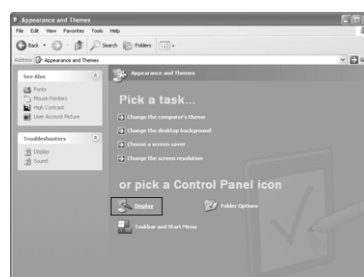 Appearance and Themes
File Edit View Favorites Tools Help
Back Search Folders
Address Appearance and Themes
See Also
Fonts
Mouse Pointers
High Contrast
User Account Picture
Troubleshooters
Display
Sound
Appearance and Themes
Pick a task...
Change the computer's theme
Change the desktop background
Choose a screen saver
Change the screen resolution
or pick a Control Panel icon
Display Folder Options
Taskbar and Start Menu